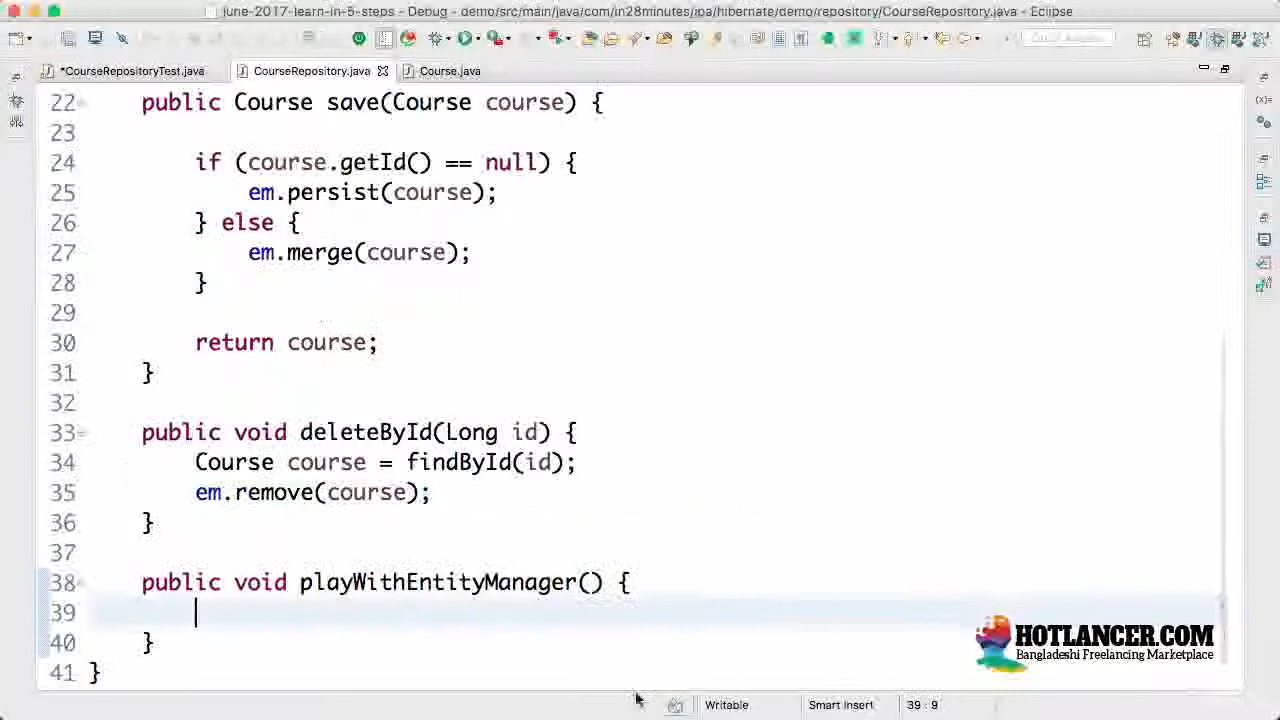 june-2017-learn-in-5-steps - Debug - demo/src/main/java/com/in28minutes/jpa/hibernate/demo/repository/CourseRepository.java - Eclipse
*CourseRepositoryTest.java CourseRepository.java Course.java
22 public Course save(Course course) {
23
24 if (course.getId() == null) {
25 em.persist(course);
26 } else {
27 em.merge(course);
28 }
29
30 return course;
31 }
32
33 public void deleteById(Long id) {
34 Course course = findById(id);
35 em.remove(course);
36 }
37
38 public void playWithEntityManager() {
39
40 }
41 }
HOTLANCER.COM
Bangladeshi Freelancing Marketplace
Writable Smart Insert 39 : 9